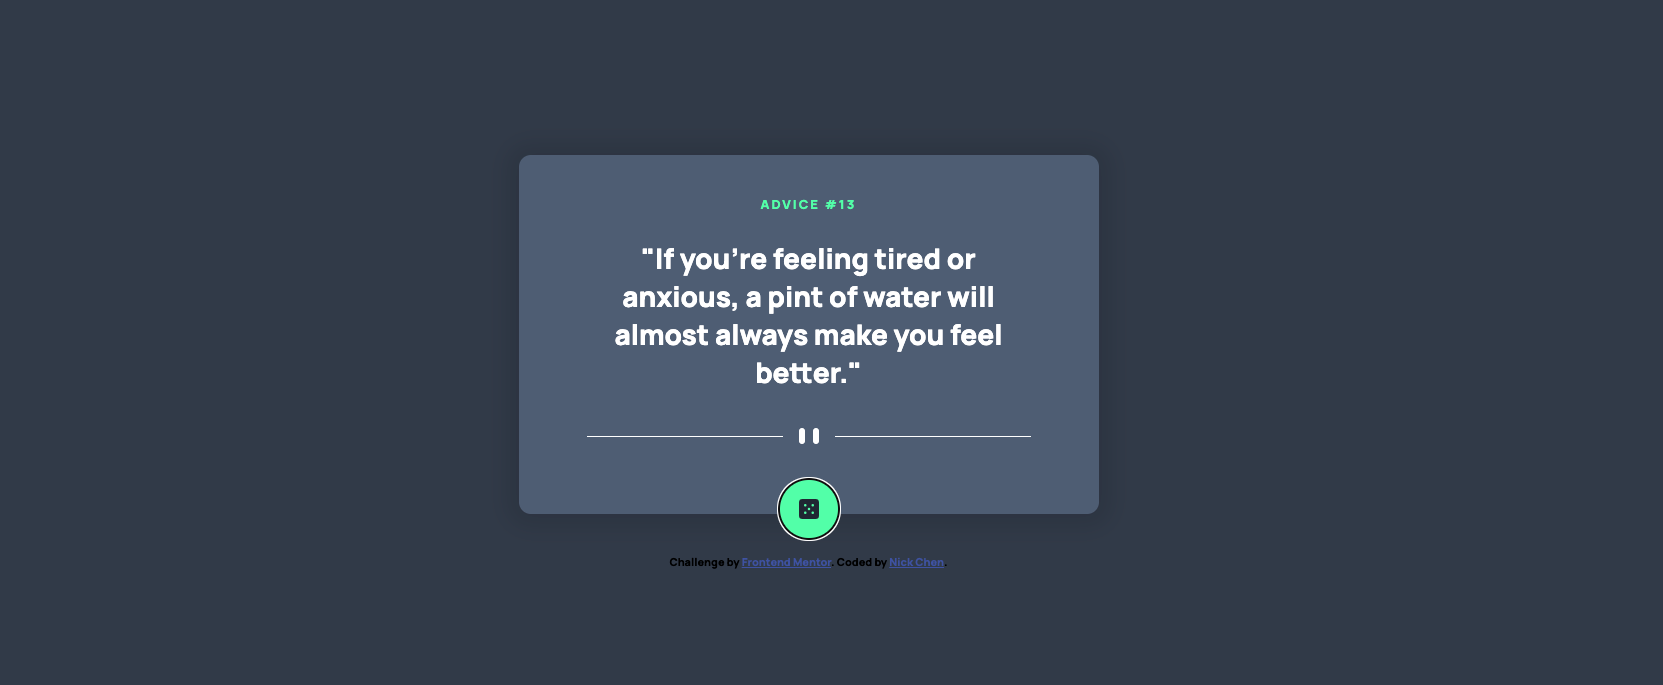 ADVICE #13
"If you’re feeling tired or
anxious, a pint of water will
almost always make you feel
better."
Challenge by Frontend Mentor. Coded by Nick Chen.